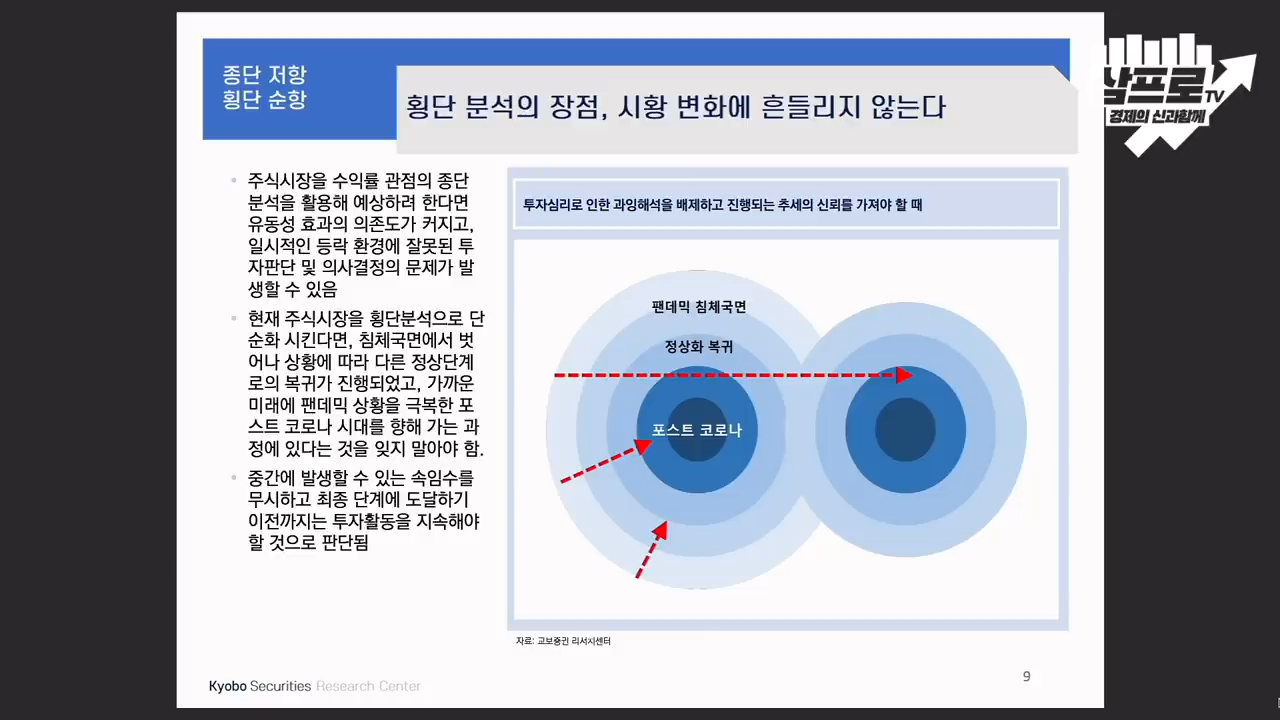 종단 저항
횡단 순항
횡단 분석의 장점, 시황 변화에 흔들리지 않는다
삼프로TV
경제의 신과함께
주식시장을 수익률 관점의 종단
분석을 활용해 예상하려 한다면
유동성 효과의 의존도가 커지고,
일시적인 등락 환경에 잘못된 투
자판단 및 의사결정의 문제가 발
생할 수 있음
현재 주식시장을 횡단분석으로 단
순화 시킨다면, 침체국면에서 벗
어나 상황에 따라 다른 정상단계
로의 복귀가 진행되었고, 가까운
미래에 팬데믹 상황을 극복한 포
스트 코로나 시대를 향해 가는 과
정에 있다는 것을 잊지 말아야 함.
중간에 발생할 수 있는 속임수를
무시하고 최종 단계에 도달하기
이전까지는 투자활동을 지속해야
할 것으로 판단됨
투자심리로 인한 과잉해석을 배제하고 진행되는 추세의 신뢰를 가져야 할 때
팬데믹 침체국면
정상화 복귀
포스트 코로나
자료: 교보증권 리서치센터
Kyobo Securities Research Center
9